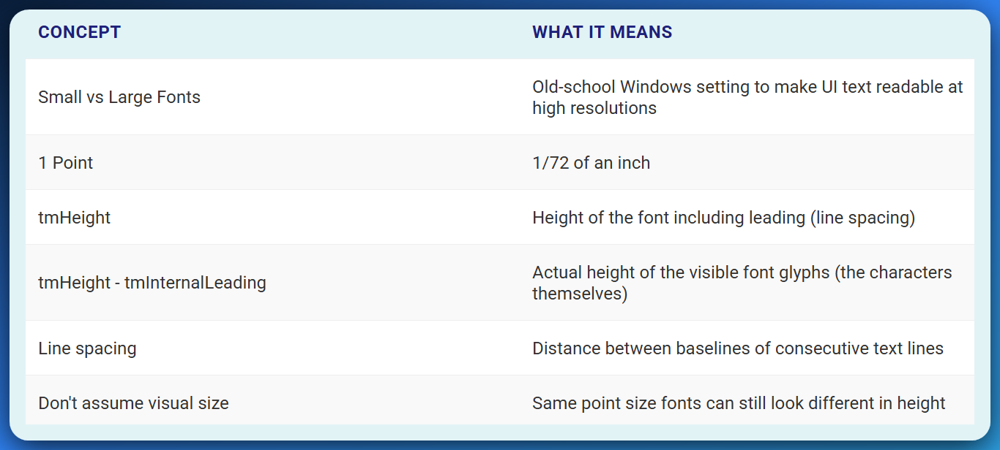 CONCEPT
WHAT IT MEANS
Small vs Large Fonts
Old-school Windows setting to make UI text readable at
high resolutions
1 Point
1/72 of an inch
tmHeight
Height of the font including leading (line spacing)
tmHeight - tmInternalLeading
Actual height of the visible font glyphs (the characters
themselves)
Line spacing
Distance between baselines of consecutive text lines
Don't assume visual size
Same point size fonts can still look different in height